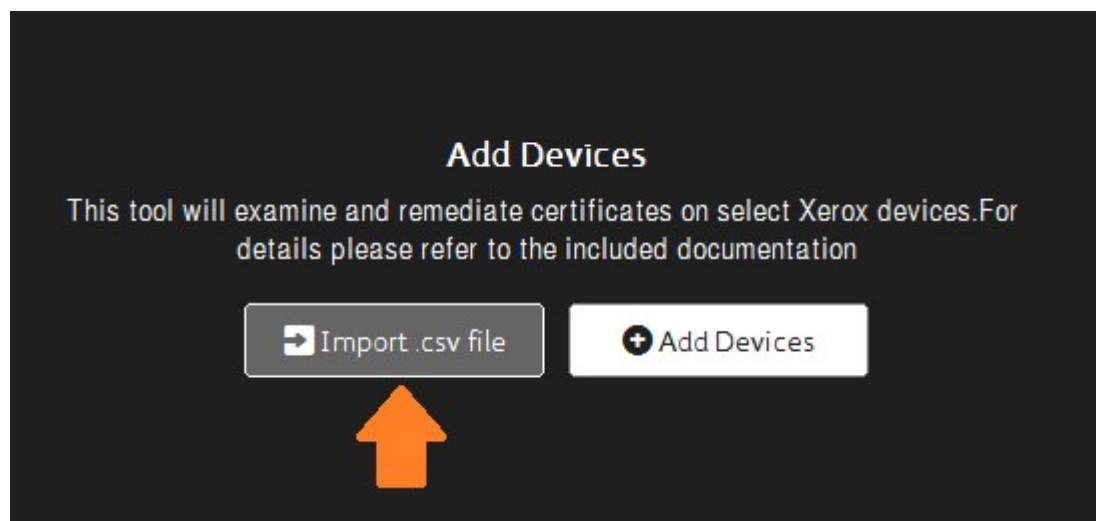 Add Devices
This tool will examine and remediate certificates on select Xerox devices.For
details please refer to the included documentation
Import .csv file
Add Devices